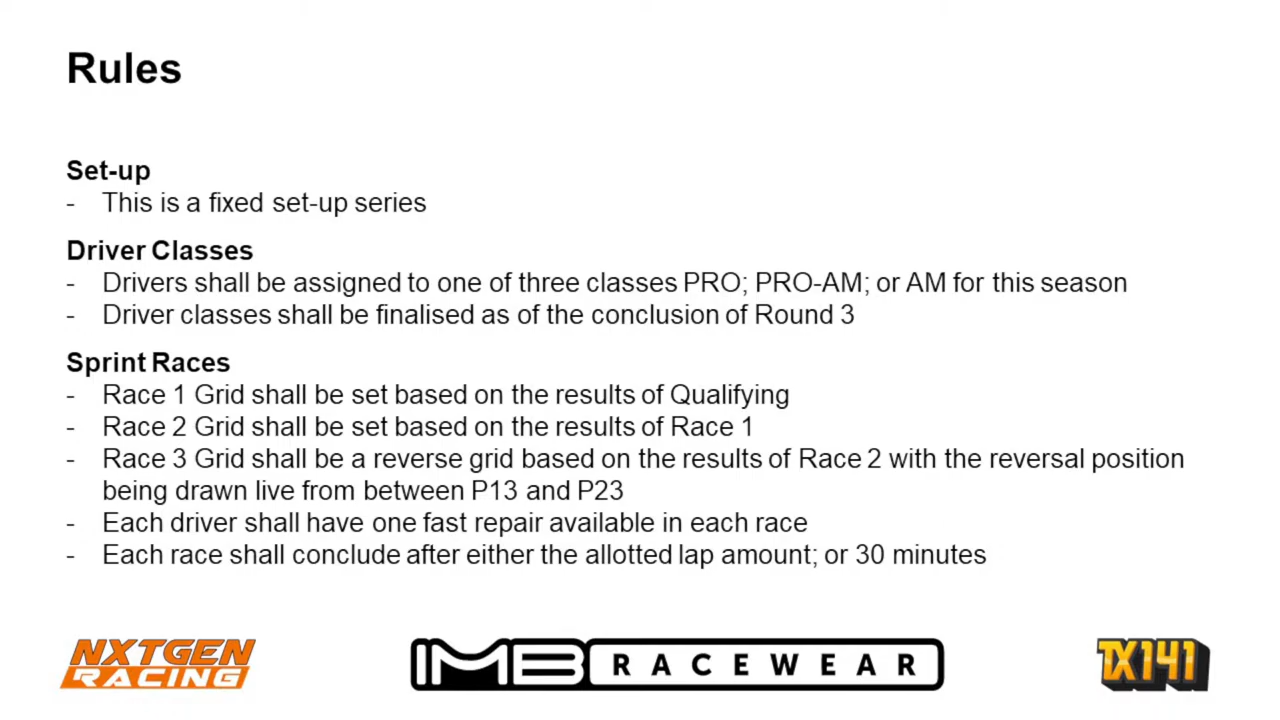 Rules
Set-up
- This is a fixed set-up series
Driver Classes
- Drivers shall be assigned to one of three classes PRO; PRO-AM; or AM for this season
- Driver classes shall be finalised as of the conclusion of Round 3
Sprint Races
- Race 1 Grid shall be set based on the results of Qualifying
- Race 2 Grid shall be set based on the results of Race 1
- Race 3 Grid shall be a reverse grid based on the results of Race 2 with the reversal position
being drawn live from between P13 and P23
- Each driver shall have one fast repair available in each race
- Each race shall conclude after either the allotted lap amount; or 30 minutes
NXTGEN
RACING
IMB RACEWEAR
TX141